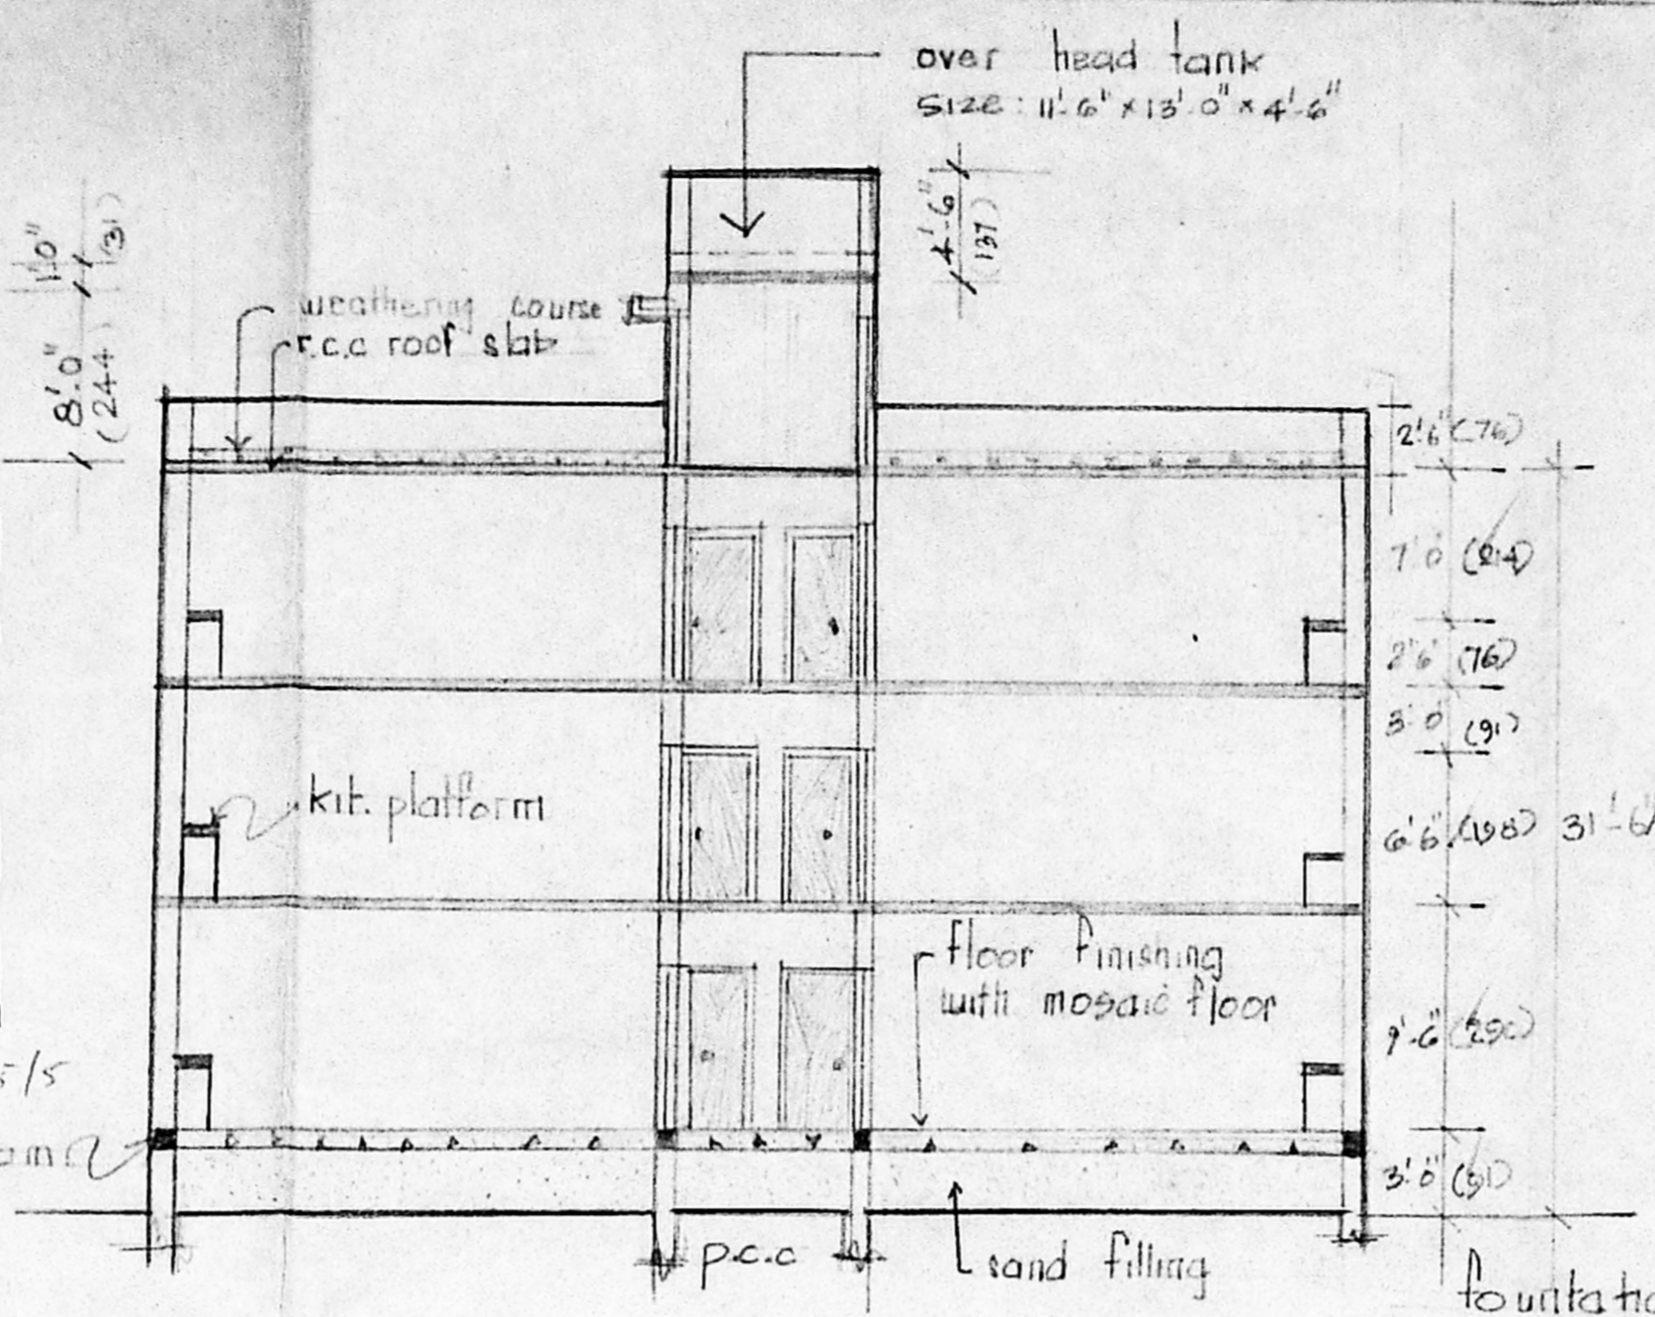 over head tank
SIZE: 11'-6" × 13'-0" × 4'-6"
4'-6"
(137)
1'0"
(31)
8'-0"
(244)
weathering course
r.c.c roof slab
2'6" (76)
7'0 (214)
2'6" (76)
3'0" (91)
kit. platform
6'6" (198)
31'-6"
floor finishing
with mosaic floor
9'-6" (290)
5/5
3'0" (91)
p.c.c
sand filling